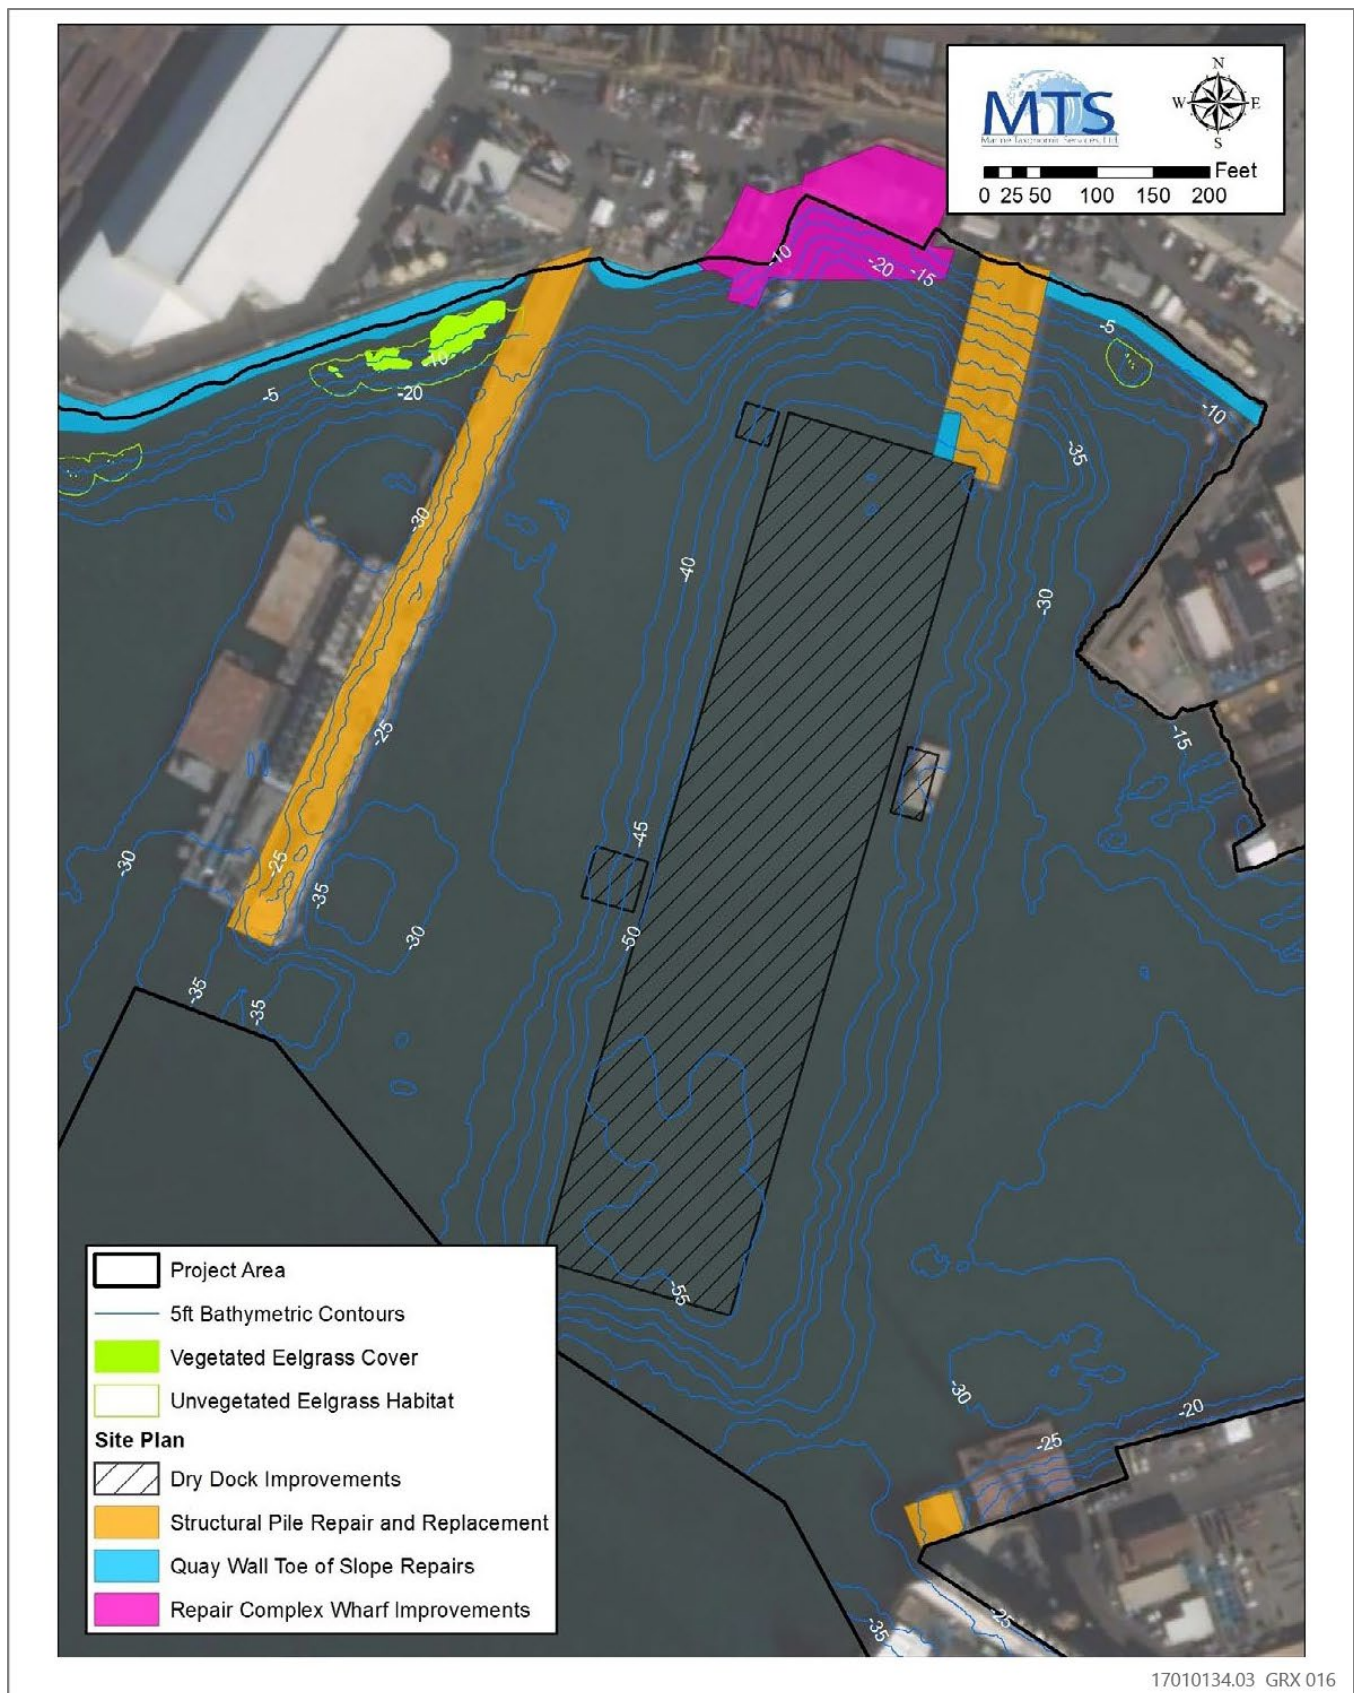 MTS
Marine Taxonomic Services, Ltd.
N
W E
S
Feet
0 25 50 100 150 200
-10
-20
-15
-5
-10
-20
-5
-10
-35
-30
-40
-30
-25
-15
-45
-30
-25
-35
-50
-30
-35
-35
-55
-30
-20
-25
-25
-35
Project Area
5ft Bathymetric Contours
Vegetated Eelgrass Cover
Unvegetated Eelgrass Habitat
Site Plan
Dry Dock Improvements
Structural Pile Repair and Replacement
Quay Wall Toe of Slope Repairs
Repair Complex Wharf Improvements
17010134.03 GRX 016